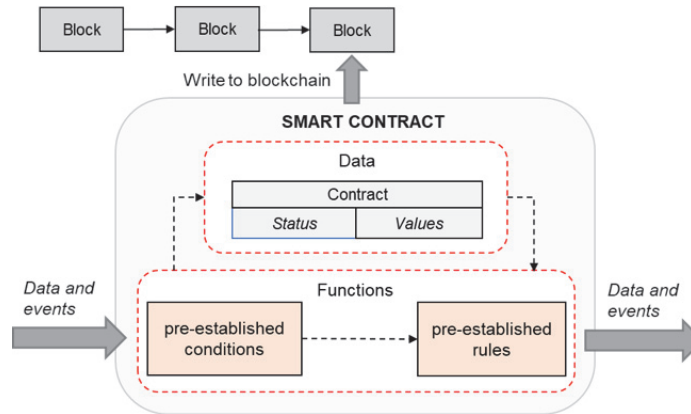 Block Block Block
Write to blockchain
SMART CONTRACT
Data
Contract
Status Values
Data and
events
Functions
pre-established
conditions
pre-established
rules
Data and
events